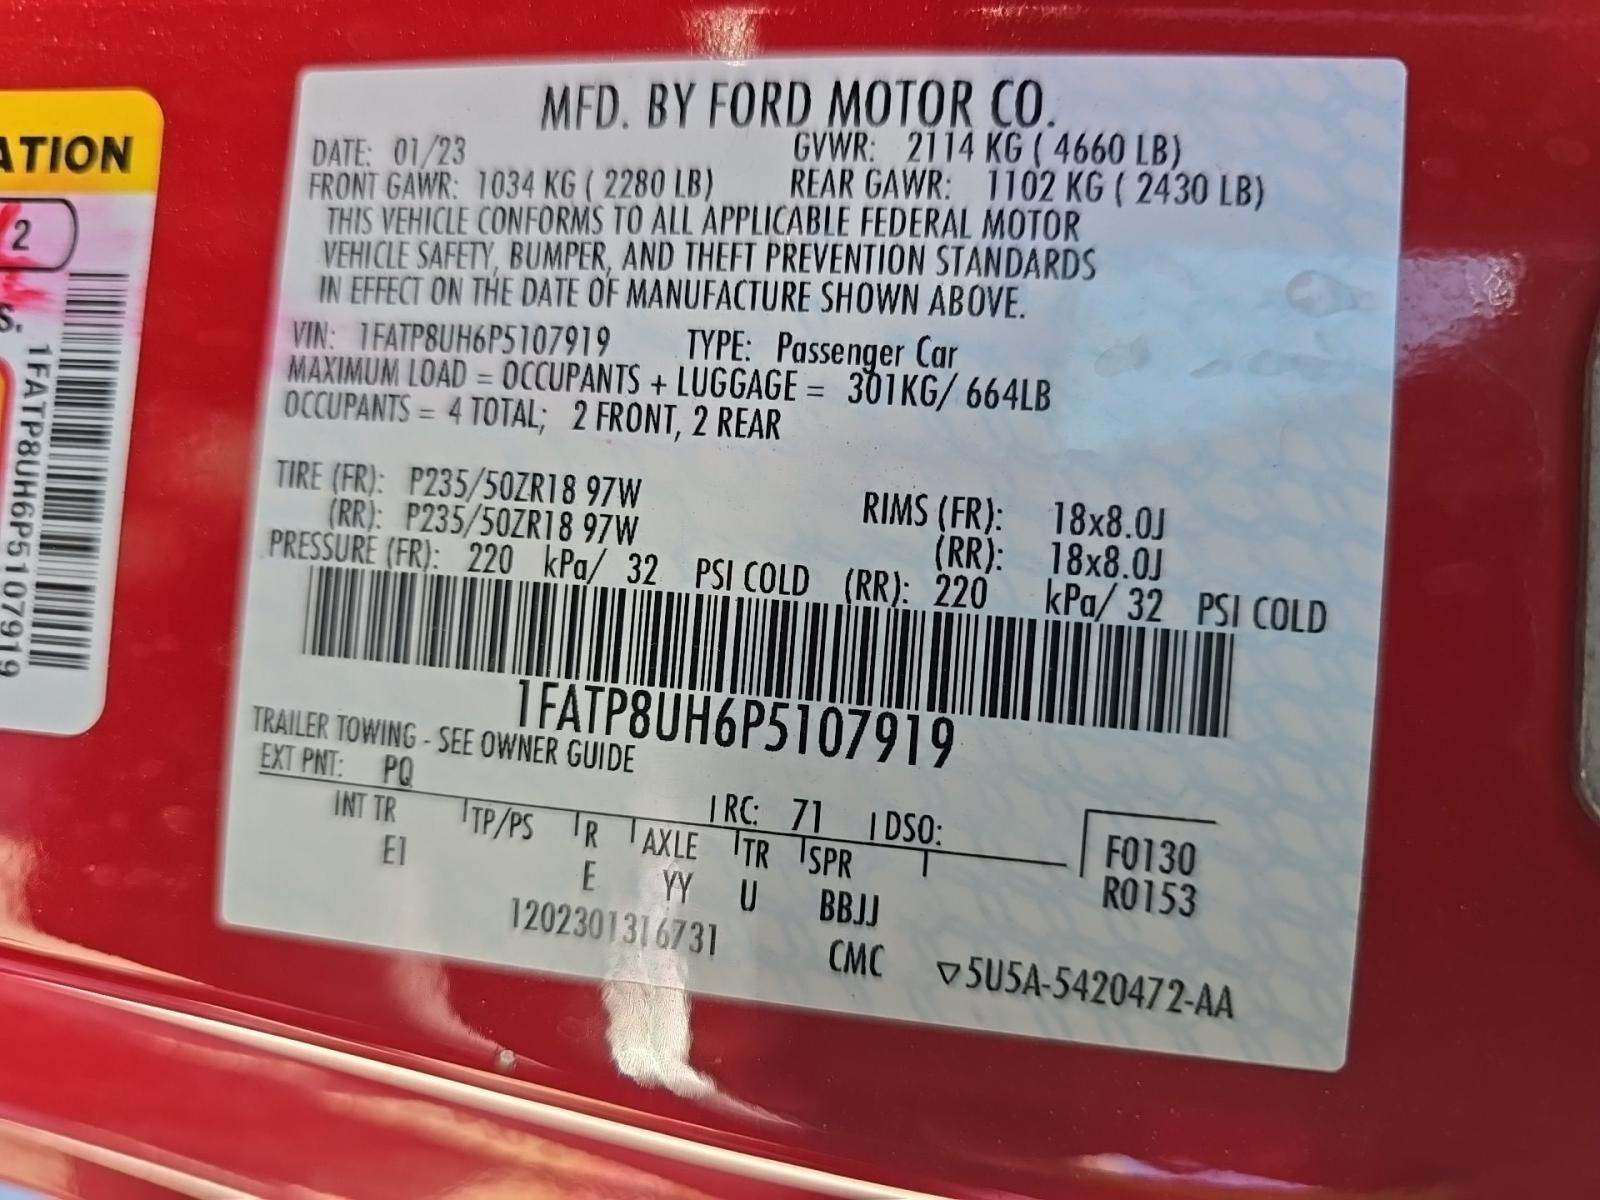 MFD. BY FORD MOTOR CO.
DATE: 01/23 GVWR: 2114 KG ( 4660 LB)
FRONT GAWR: 1034 KG ( 2280 LB) REAR GAWR: 1102 KG ( 2430 LB)
THIS VEHICLE CONFORMS TO ALL APPLICABLE FEDERAL MOTOR
VEHICLE SAFETY, BUMPER, AND THEFT PREVENTION STANDARDS
IN EFFECT ON THE DATE OF MANUFACTURE SHOWN ABOVE.
VIN: 1FATP8UH6P5107919 TYPE: Passenger Car
MAXIMUM LOAD = OCCUPANTS + LUGGAGE = 301KG/ 664LB
OCCUPANTS = 4 TOTAL; 2 FRONT, 2 REAR
TIRE (FR): P235/50ZR18 97W RIMS (FR): 18x8.0J
(RR): P235/50ZR18 97W (RR): 18x8.0J
PRESSURE (FR): 220 kPa/ 32 PSI COLD (RR): 220 kPa/ 32 PSI COLD
1FATP8UH6P5107919
TRAILER TOWING - SEE OWNER GUIDE
EXT PNT: PQ RC: 71 DSO:
INT TR TP/PS R AXLE TR SPR F0130
E1 E YY U BBJJ R0153
1202301316731 CMC ▽5U5A-5420472-AA
ATION
2
S.
1FATP8UH6P5107919